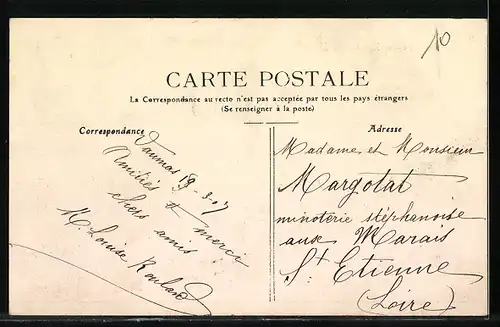 10
CARTE POSTALE
La Correspondance au recto n'est pas acceptée par tous les pays étrangers
(Se renseigner à la poste)
Correspondance
Adresse
Vaumas 19-3-07
Amitiés & merci
chers amis
M. Louise Rouland
Madame et Monsieur
Margotat
minoterie stéphanoise
aux Marais
St Etienne
(Loire)